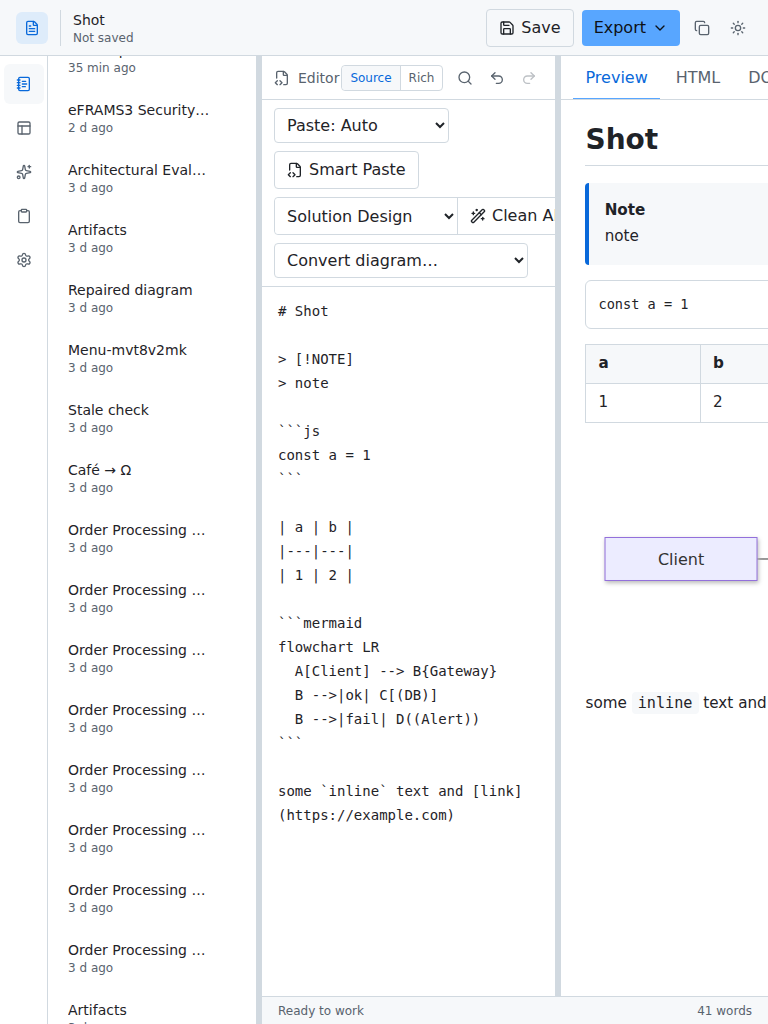 Shot
Not saved
Save
Export
35 min ago
eFRAMS3 Security…
2 d ago
Architectural Eval…
3 d ago
Artifacts
3 d ago
Repaired diagram
3 d ago
Menu-mvt8v2mk
3 d ago
Stale check
3 d ago
Café → Ω
3 d ago
Order Processing …
3 d ago
Order Processing …
3 d ago
Order Processing …
3 d ago
Order Processing …
3 d ago
Order Processing …
3 d ago
Order Processing …
3 d ago
Order Processing …
3 d ago
Order Processing …
3 d ago
Artifacts
Editor
Source
Rich
Paste: Auto
Smart Paste
Solution Design
Clean A
Convert diagram…
# Shot
> [!NOTE]
> note
```js
const a = 1
```
| a | b |
|---|---|
| 1 | 2 |
```mermaid
flowchart LR
  A[Client] --> B{Gateway}
  B -->|ok| C[(DB)]
  B -->|fail| D((Alert))
```
some `inline` text and [link]
(https://example.com)
Ready to work
41 words
Preview
HTML
Shot
Note
note
const a = 1
a b
1 2
Client
some inline text and